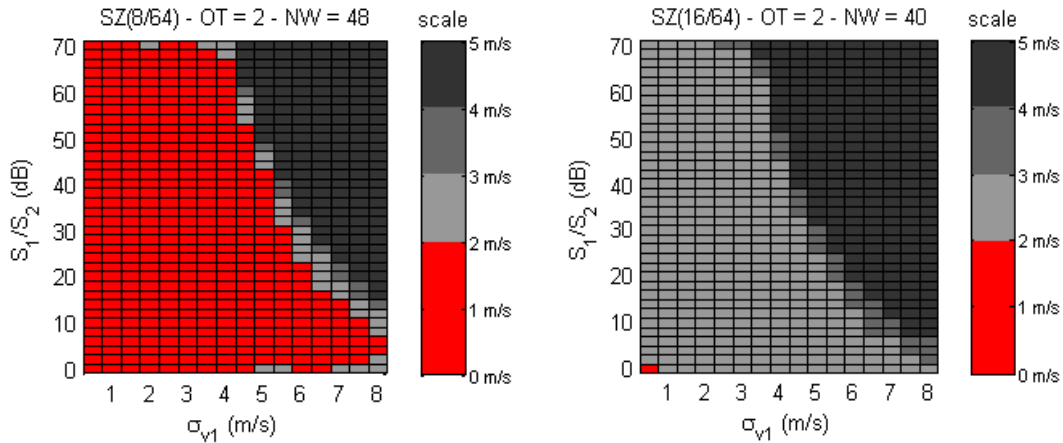 SZ(8/64) - OT = 2 - NW = 48
scale
70
60
50
40
30
20
10
0
S1/S2 (dB)
1 2 3 4 5 6 7 8
σv1 (m/s)
5 m/s
4 m/s
3 m/s
2 m/s
1 m/s
0 m/s
SZ(16/64) - OT = 2 - NW = 40
scale
70
60
50
40
30
20
10
0
S1/S2 (dB)
1 2 3 4 5 6 7 8
σv1 (m/s)
5 m/s
4 m/s
3 m/s
2 m/s
1 m/s
0 m/s